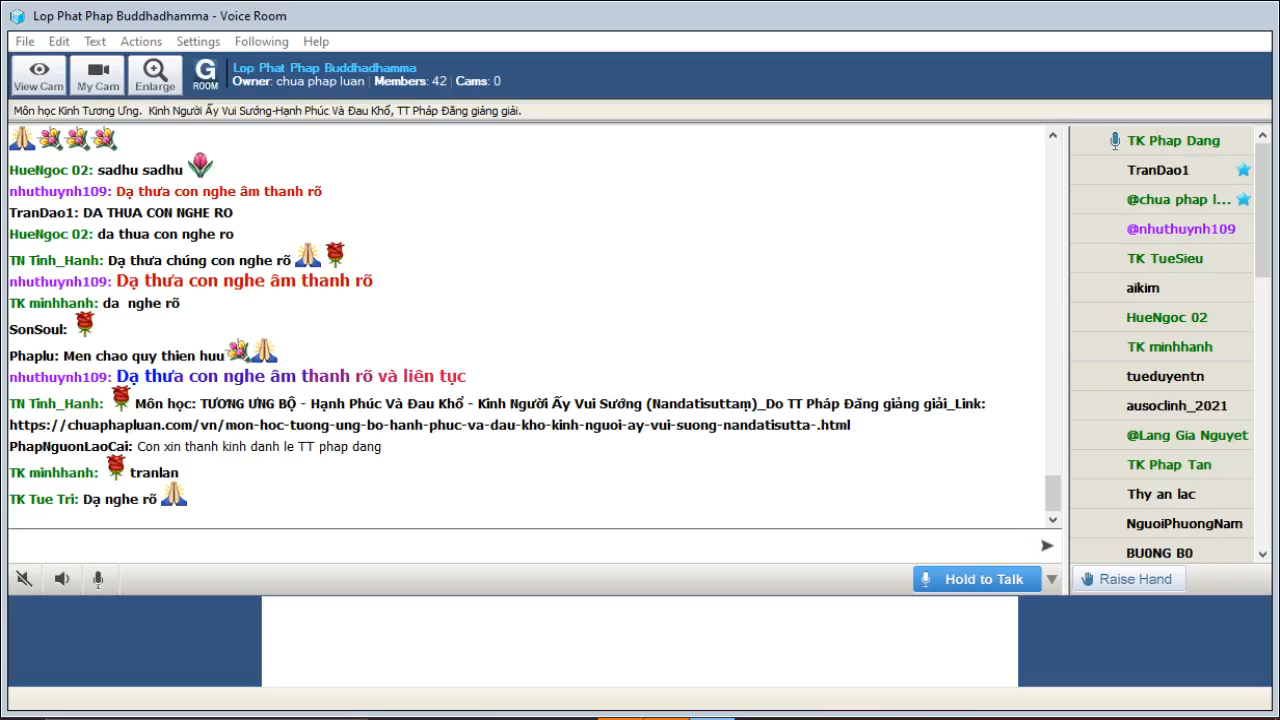 Lop Phat Phap Buddhadhamma - Voice Room
File Edit Text Actions Settings Following Help
View Cam My Cam Enlarge G ROOM
Lop Phat Phap Buddhadhamma
Owner: chua phap luan | Members: 42 | Cams: 0
Môn học Kinh Tương Ưng. Kinh Người Ấy Vui Sướng-Hạnh Phúc Và Đau Khổ, TT Pháp Đăng giảng giải.
HueNgoc 02: sadhu sadhu
nhuthuynh109: Dạ thưa con nghe âm thanh rõ
TranDao1: DA THUA CON NGHE RO
HueNgoc 02: da thua con nghe ro
TN Tinh_Hanh: Dạ thưa chúng con nghe rõ
nhuthuynh109: Dạ thưa con nghe âm thanh rõ
TK minhhanh: da nghe rõ
SonSoul:
Phaplu: Men chao quy thien huu
nhuthuynh109: Dạ thưa con nghe âm thanh rõ và liên tục
TN Tinh_Hanh: Môn học: TƯƠNG ƯNG BỘ - Hạnh Phúc Và Đau Khổ - Kinh Người Ấy Vui Sướng (Nandatisuttaṃ)_Do TT Pháp Đăng giảng giải_Link:
https://chuaphapluan.com/vn/mon-hoc-tuong-ung-bo-hanh-phuc-va-dau-kho-kinh-nguoi-ay-vui-suong-nandatisutta-.html
PhapNguonLaoCai: Con xin thanh kinh danh le TT phap dang
TK minhhanh: tranlan
TK Tue Tri: Dạ nghe rõ
Hold to Talk
TK Phap Dang
TranDao1
@chua phap l...
@nhuthuynh109
TK TueSieu
aikim
HueNgoc 02
TK minhhanh
tueduyentn
ausoclinh_2021
@Lang Gia Nguyet
TK Phap Tan
Thy an lac
NguoiPhuongNam
BU0NG B0
Raise Hand